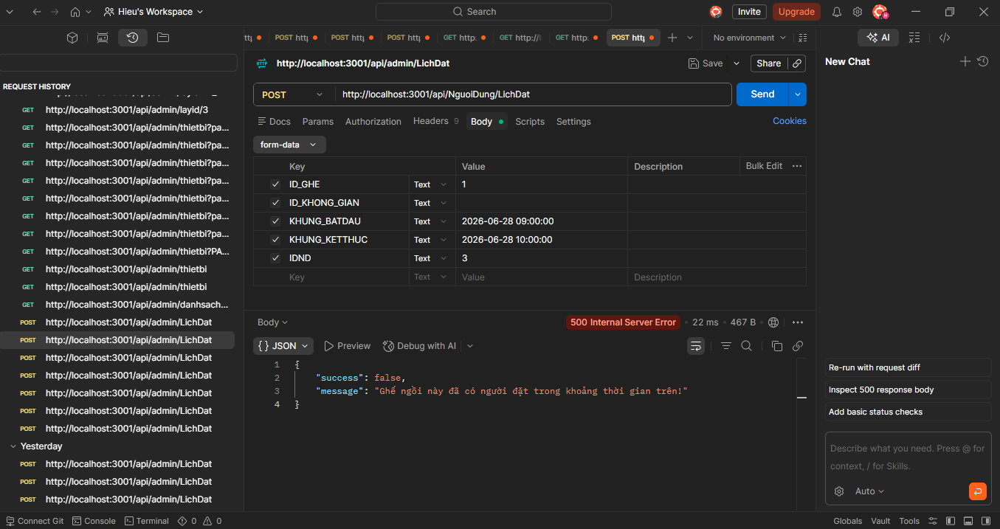 Hieu's Workspace
Search
Invite
Upgrade
POST http
POST http
POST http
GET http:
GET http://l
GET http:
POST http
No environment
AI
REQUEST HISTORY
GET http://localhost:3001/api/admin/layid/3
GET http://localhost:3001/api/admin/thietbi?pa...
GET http://localhost:3001/api/admin/thietbi?pa...
GET http://localhost:3001/api/admin/thietbi?pa...
GET http://localhost:3001/api/admin/thietbi?pa...
GET http://localhost:3001/api/admin/thietbi?pa...
GET http://localhost:3001/api/admin/thietbi?pa...
GET http://localhost:3001/api/admin/thietbi?pa...
GET http://localhost:3001/api/admin/thietbi?PA...
GET http://localhost:3001/api/admin/thietbi
GET http://localhost:3001/api/admin/thietbi
GET http://localhost:3001/api/admin/danhsach...
POST http://localhost:3001/api/admin/LichDat
POST http://localhost:3001/api/admin/LichDat
POST http://localhost:3001/api/admin/LichDat
POST http://localhost:3001/api/admin/LichDat
POST http://localhost:3001/api/admin/LichDat
POST http://localhost:3001/api/admin/LichDat
POST http://localhost:3001/api/admin/LichDat
Yesterday
POST http://localhost:3001/api/admin/LichDat
POST http://localhost:3001/api/admin/LichDat
POST http://localhost:3001/api/admin/LichDat
HTTP http://localhost:3001/api/admin/LichDat
Save
Share
POST http://localhost:3001/api/NguoiDung/LichDat
Send
Docs Params Authorization Headers 9 Body Scripts Settings Cookies
form-data
Key Value Description Bulk Edit
ID_GHE Text 1
ID_KHONG_GIAN Text
KHUNG_BATDAU Text 2026-06-28 09:00:00
KHUNG_KETTHUC Text 2026-06-28 10:00:00
IDND Text 3
Key Text Value Description
Body 500 Internal Server Error 22 ms 467 B
{} JSON Preview Debug with AI
1 {
2 "success": false,
3 "message": "Ghế ngồi này đã có người đặt trong khoảng thời gian trên!"
4 }
New Chat
Re-run with request diff
Inspect 500 response body
Add basic status checks
Describe what you need. Press @ for
context, / for Skills.
Auto
Connect Git Console Terminal 0 0
Globals Vault Tools